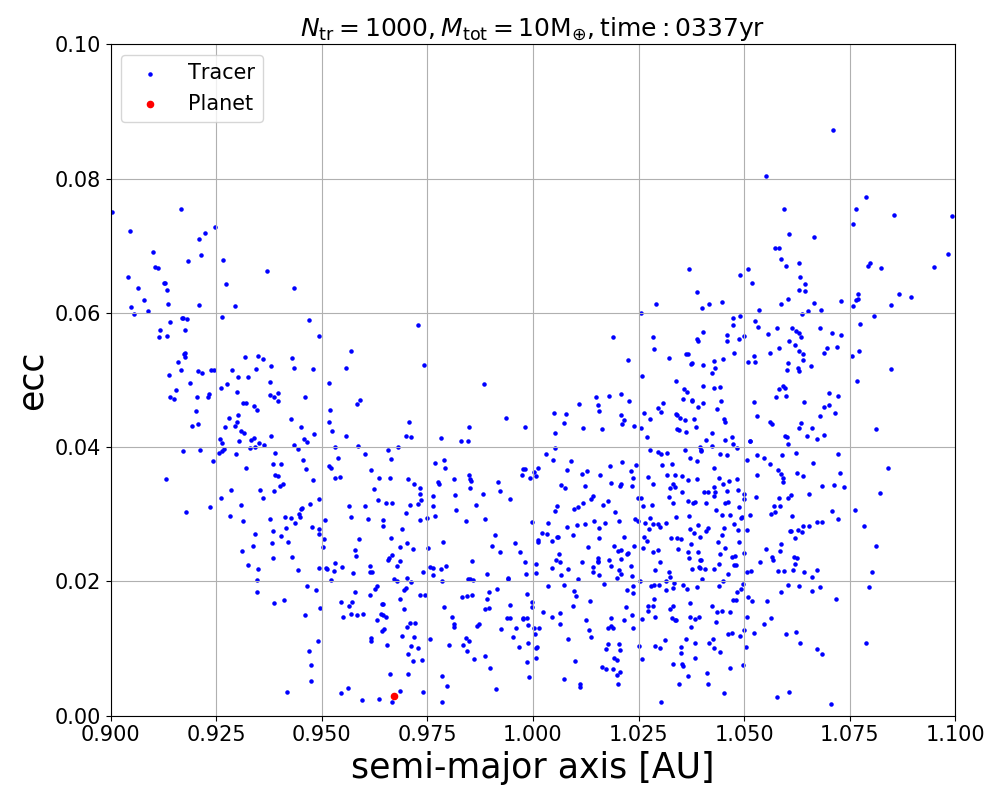 N_tr = 1000, M_tot = 10M_⊕, time : 0337yr
Tracer
Planet
0.10
0.08
0.06
0.04
0.02
0.00
ecc
0.900 0.925 0.950 0.975 1.000 1.025 1.050 1.075 1.100
semi-major axis [AU]